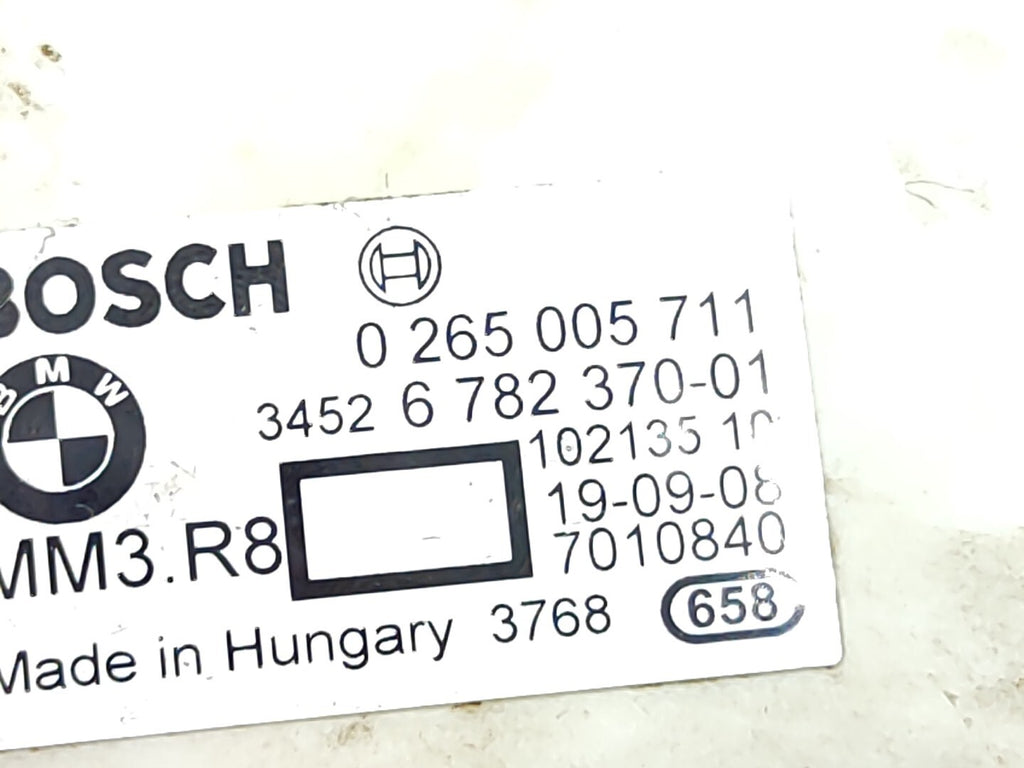 BOSCH
0 265 005 711
BMW
3452 6 782 370-01
102135
19-09-08
MM3.R8
7010840
Made in Hungary 3768 658